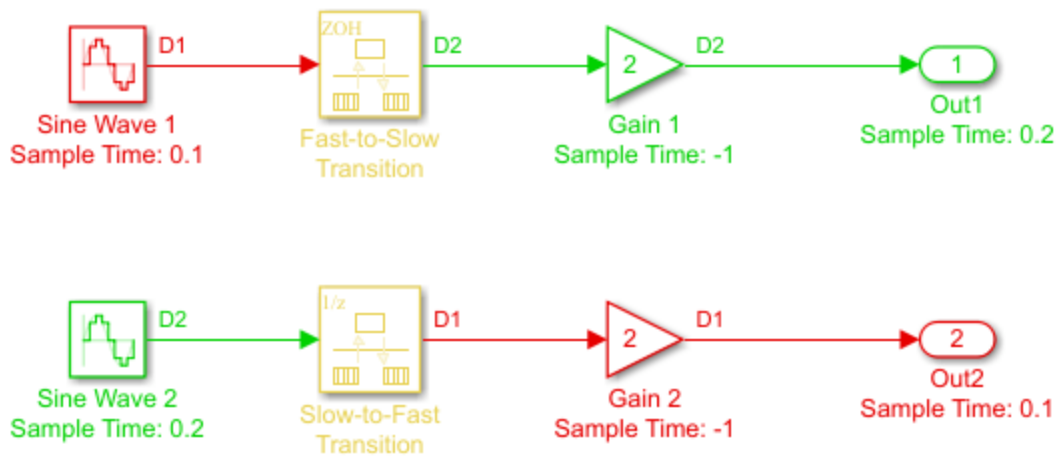 ZOH
D1
D2
2
D2
1
Sine Wave 1
Sample Time: 0.1
Fast-to-Slow
Transition
Gain 1
Sample Time: -1
Out1
Sample Time: 0.2
1/z
D2
D1
2
D1
2
Sine Wave 2
Sample Time: 0.2
Slow-to-Fast
Transition
Gain 2
Sample Time: -1
Out2
Sample Time: 0.1